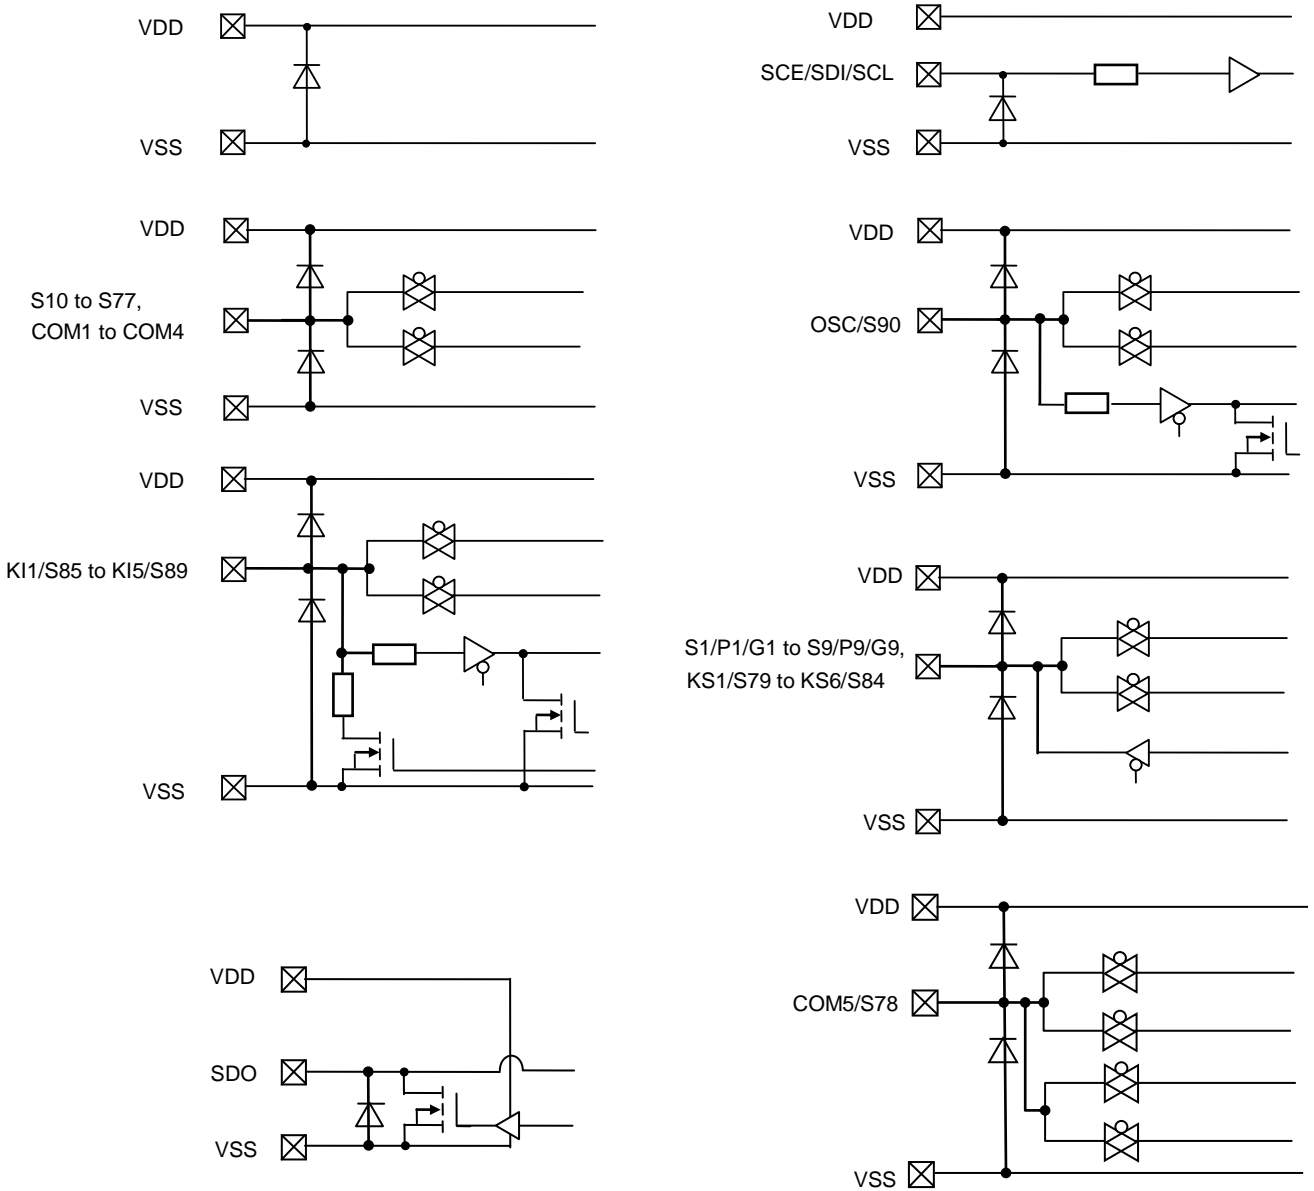 VDD
VSS
VDD
S10 to S77,
COM1 to COM4
VSS
VDD
KI1/S85 to KI5/S89
VSS
VDD
SDO
VSS
VDD
SCE/SDI/SCL
VSS
VDD
OSC/S90
VSS
VDD
S1/P1/G1 to S9/P9/G9,
KS1/S79 to KS6/S84
VSS
VDD
COM5/S78
VSS